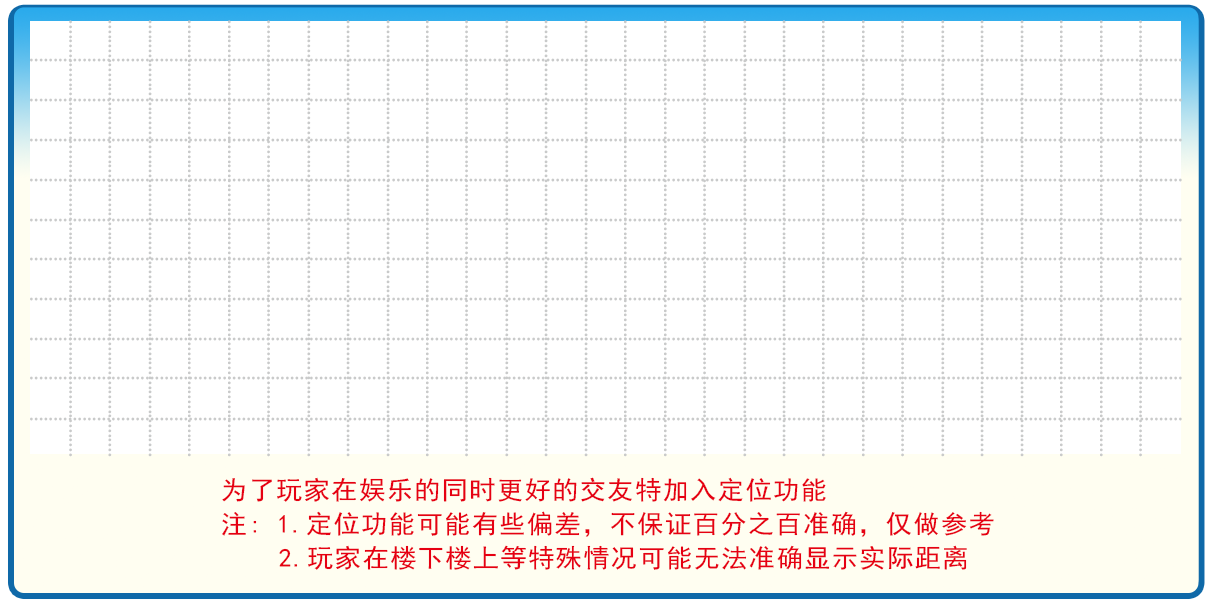 为了玩家在娱乐的同时更好的交友特加入定位功能
注：1.定位功能可能有些偏差，不保证百分之百准确，仅做参考
2.玩家在楼下楼上等特殊情况可能无法准确显示实际距离